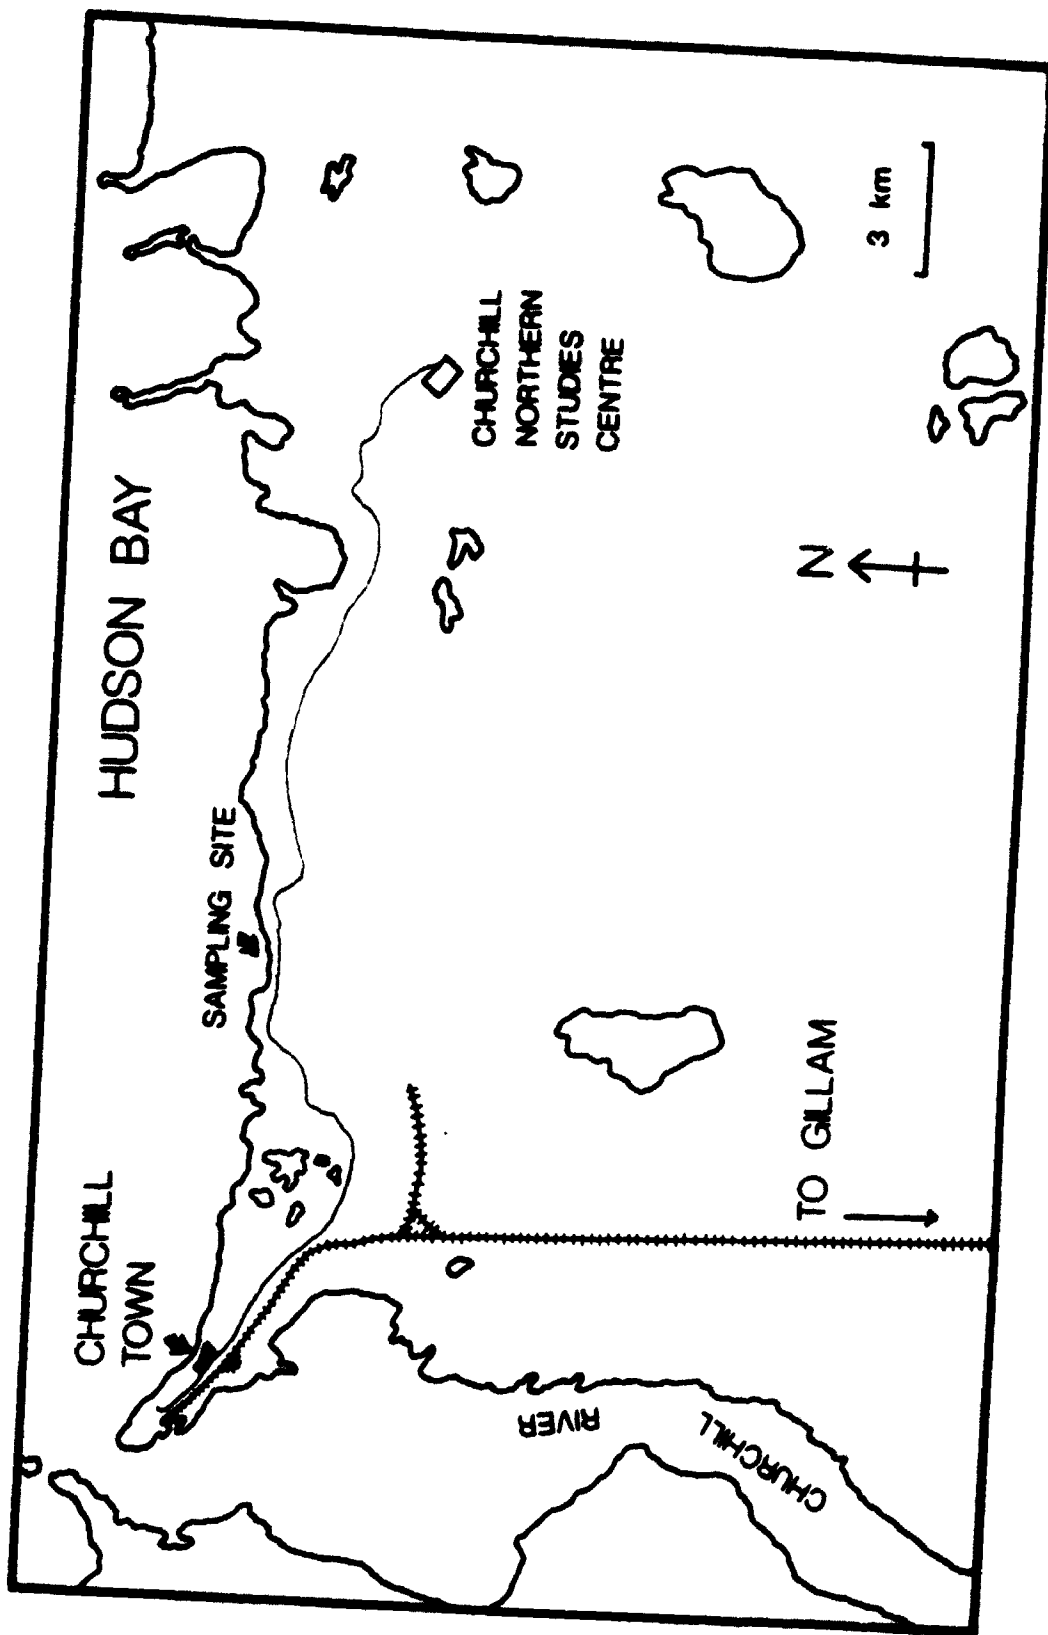 HUDSON BAY
CHURCHILL
TOWN
SAMPLING SITE
CHURCHILL
NORTHERN
STUDIES
CENTRE
RIVER
CHURCHILL
TO GILLAM
N
3 km